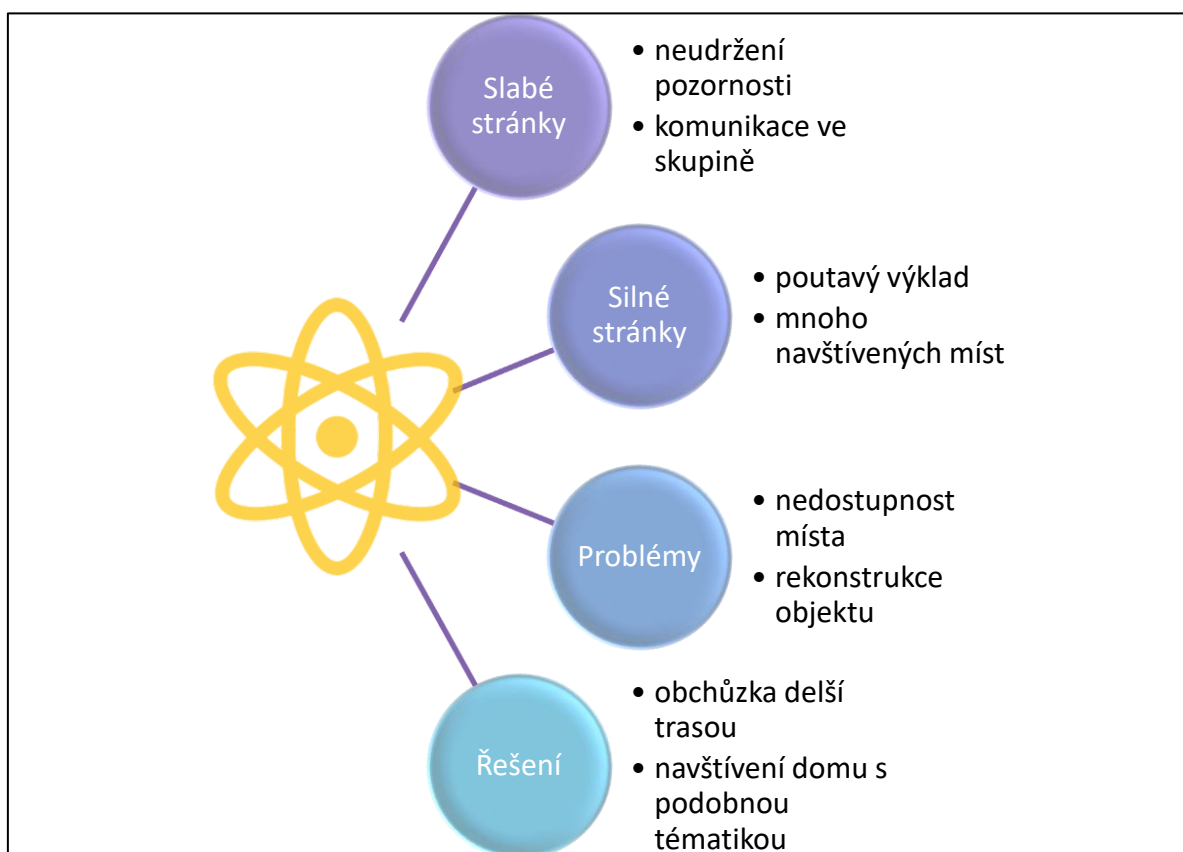 Slabé
stránky
• neudržení
pozornosti
• komunikace ve
skupině
Silné
stránky
• poutavý výklad
• mnoho
navštívených míst
Problémy
• nedostupnost
místa
• rekonstrukce
objektu
Řešení
• obchůzka delší
trasou
• navštívení domu s
podobnou
tématikou